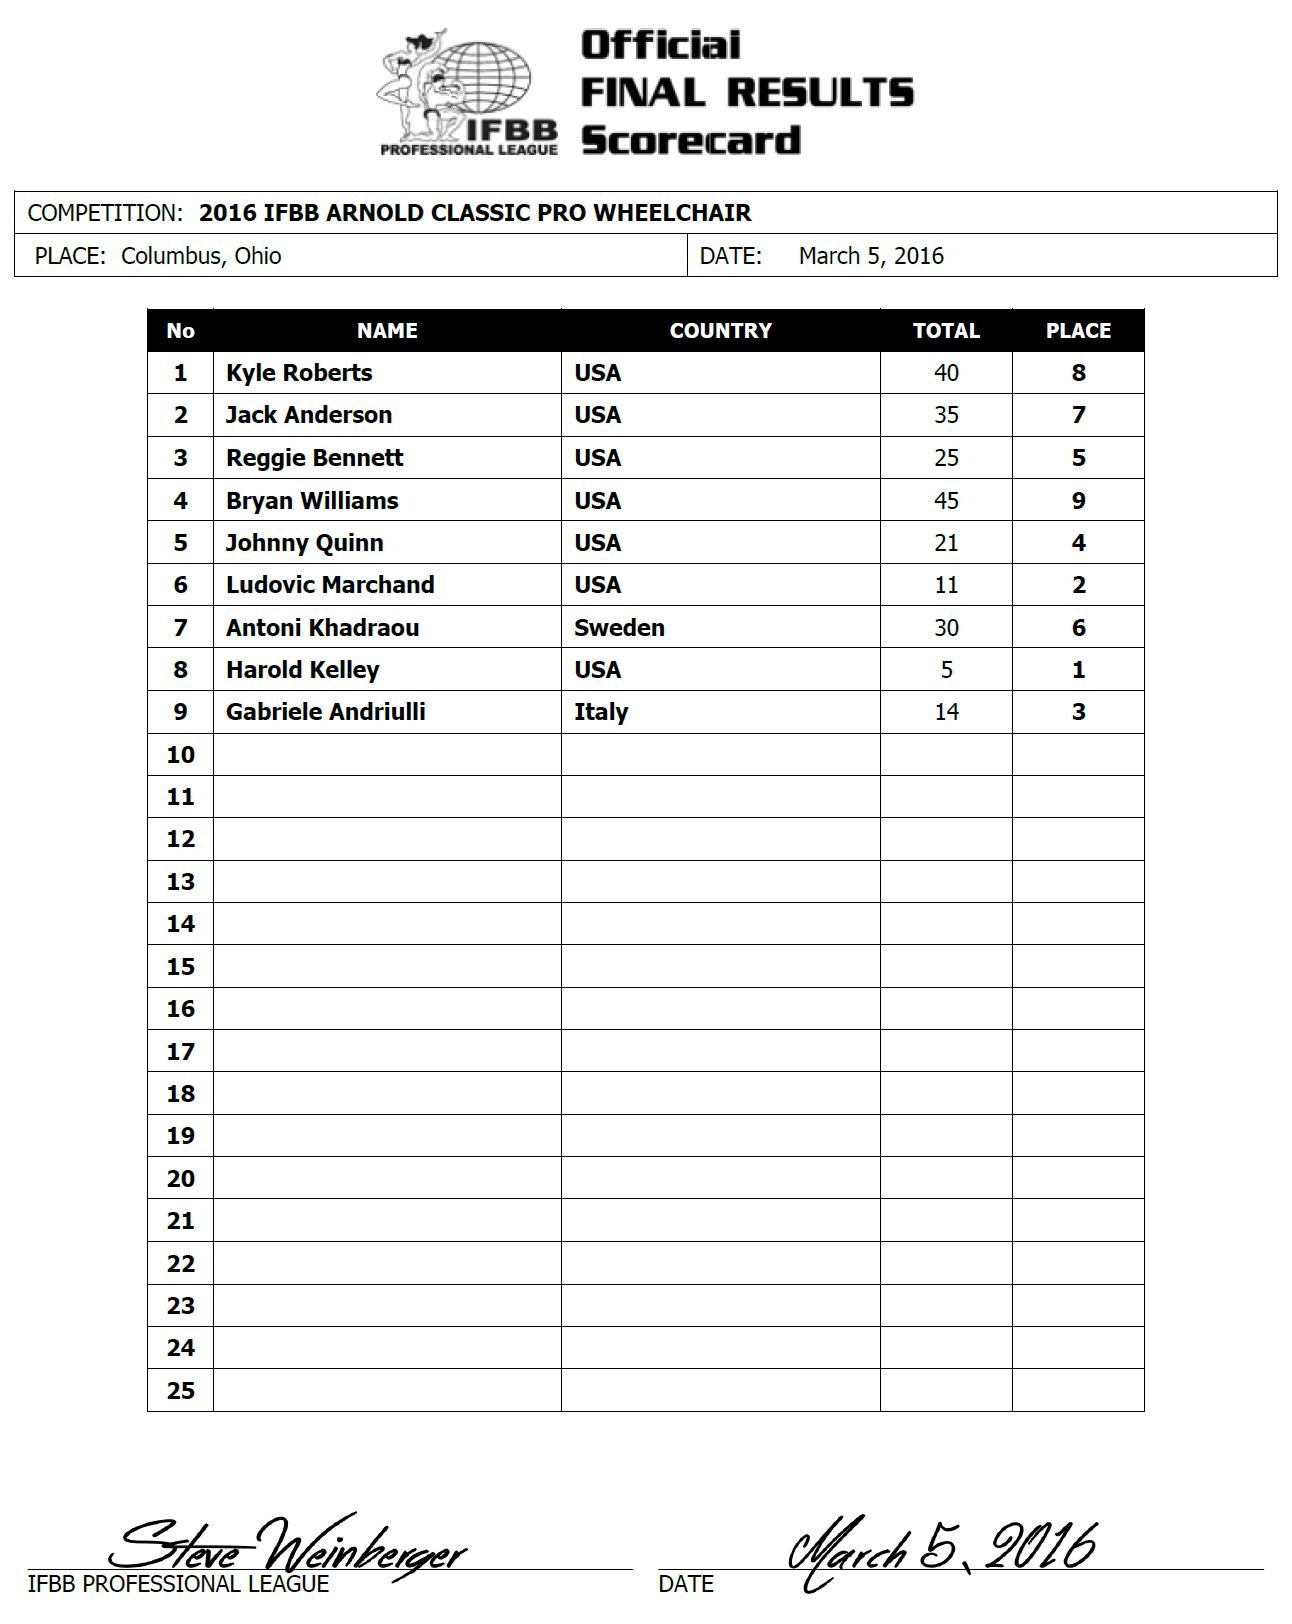 Official
FINAL RESULTS
Scorecard
IFBB
PROFESSIONAL LEAGUE
COMPETITION: 2016 IFBB ARNOLD CLASSIC PRO WHEELCHAIR
PLACE: Columbus, Ohio DATE: March 5, 2016
No NAME COUNTRY TOTAL PLACE
1 Kyle Roberts USA 40 8
2 Jack Anderson USA 35 7
3 Reggie Bennett USA 25 5
4 Bryan Williams USA 45 9
5 Johnny Quinn USA 21 4
6 Ludovic Marchand USA 11 2
7 Antoni Khadraou Sweden 30 6
8 Harold Kelley USA 5 1
9 Gabriele Andriulli Italy 14 3
10
11
12
13
14
15
16
17
18
19
20
21
22
23
24
25
Steve Weinberger March 5, 2016
IFBB PROFESSIONAL LEAGUE DATE